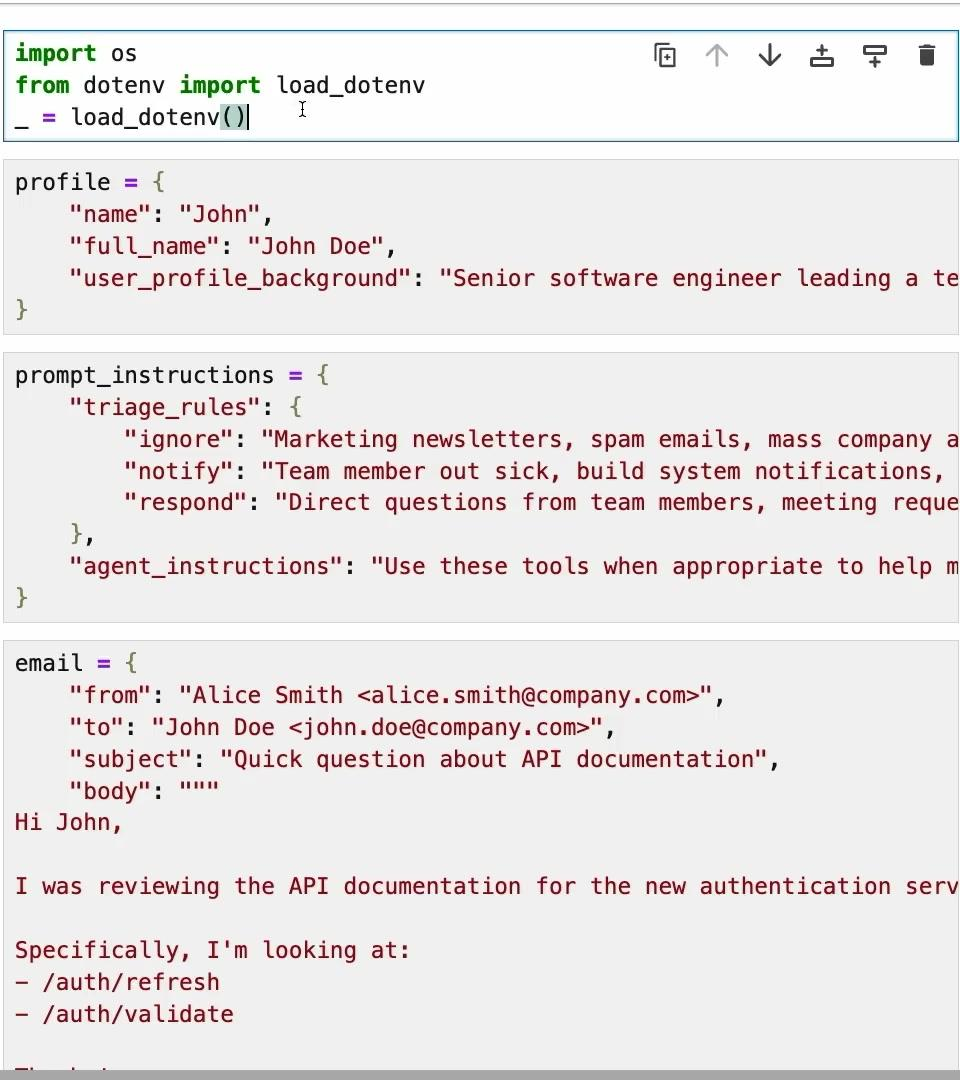 import os
from dotenv import load_dotenv
_ = load_dotenv()
profile = {
    "name": "John",
    "full_name": "John Doe",
    "user_profile_background": "Senior software engineer leading a te
}
prompt_instructions = {
    "triage_rules": {
        "ignore": "Marketing newsletters, spam emails, mass company a
        "notify": "Team member out sick, build system notifications,
        "respond": "Direct questions from team members, meeting reque
    },
    "agent_instructions": "Use these tools when appropriate to help m
}
email = {
    "from": "Alice Smith <alice.smith@company.com>",
    "to": "John Doe <john.doe@company.com>",
    "subject": "Quick question about API documentation",
    "body": """
Hi John,
I was reviewing the API documentation for the new authentication serv
Specifically, I'm looking at:
- /auth/refresh
- /auth/validate